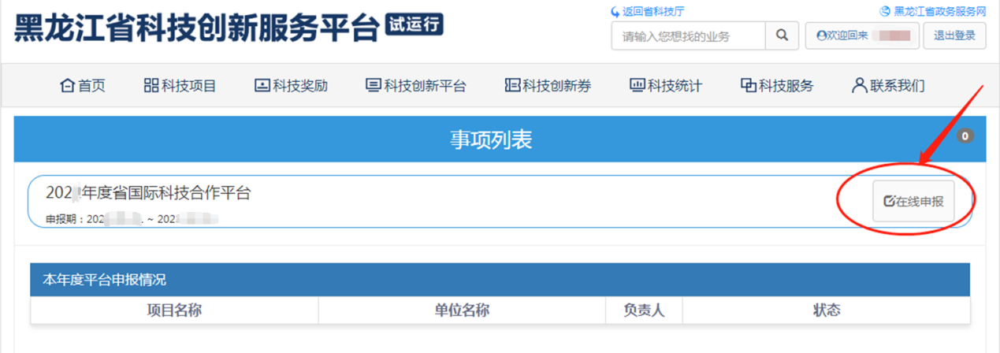 黑龙江省科技创新服务平台 试运行
返回省科技厅 黑龙江省政务服务网
请输入您想找的业务 欢迎回来 退出登录
首页 科技项目 科技奖励 科技创新平台 科技创新券 科技统计 科技服务 联系我们
事项列表 0
202 年度省国际科技合作平台
申报期：202 ~ 202
在线申报
本年度平台申报情况
项目名称 单位名称 负责人 状态